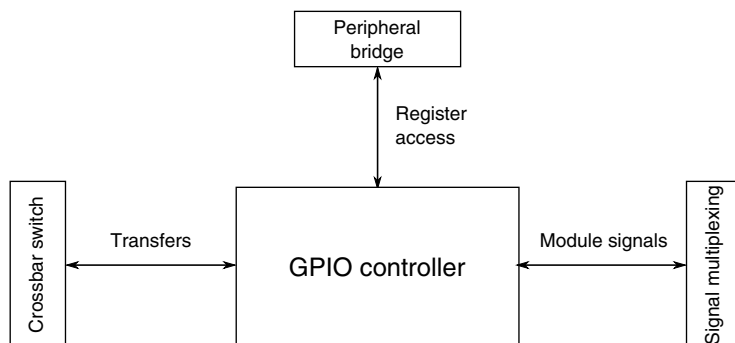 Peripheral
bridge
Register
access
Crossbar switch
Transfers
GPIO controller
Module signals
Signal multiplexing